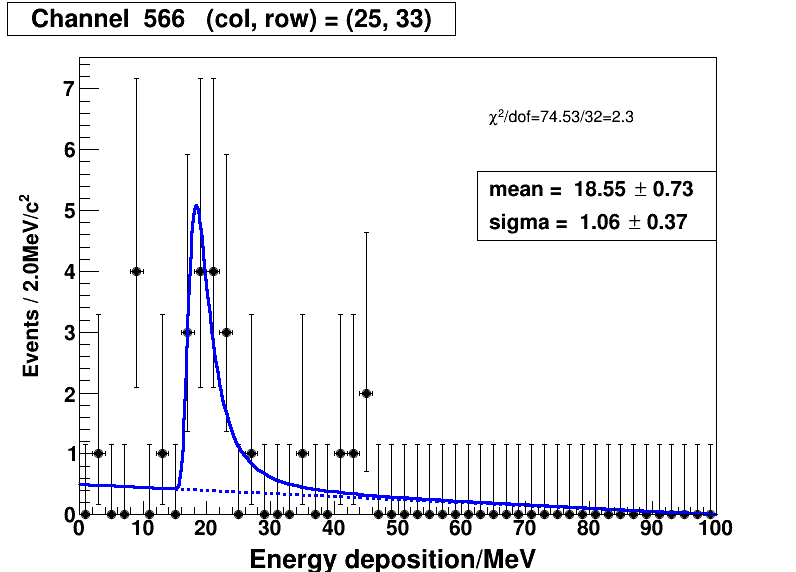 Channel 566 (col, row) = (25, 33)
χ²/dof=74.53/32=2.3
mean = 18.55 ± 0.73
sigma = 1.06 ± 0.37
Events / 2.0MeV/c²
7
6
5
4
3
2
1
0
0 10 20 30 40 50 60 70 80 90 100
Energy deposition/MeV